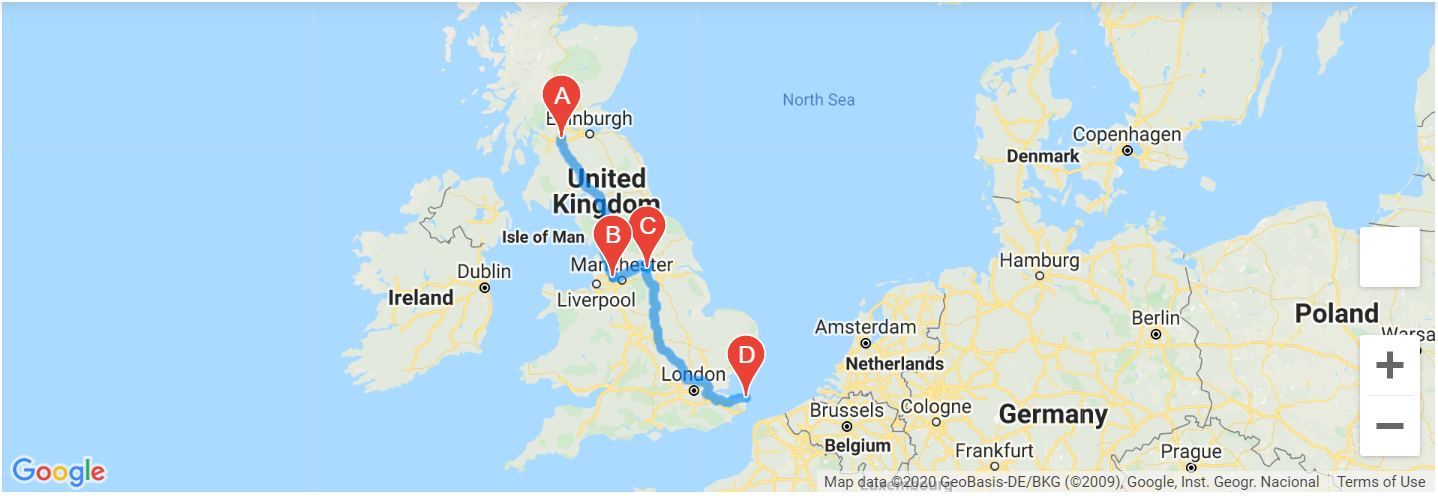 North Sea
A
Edinburgh
Copenhagen
Denmark
United
Kingdom
C
B
Isle of Man
Manchester
Dublin
Ireland
Liverpool
Hamburg
Amsterdam
Netherlands
Berlin
Poland
Warsa
D
London
Brussels
Belgium
Cologne
Germany
Frankfurt
Prague
+
−
Google
Map data ©2020 GeoBasis-DE/BKG (©2009), Google, Inst. Geogr. Nacional Terms of Use
Luxembourg